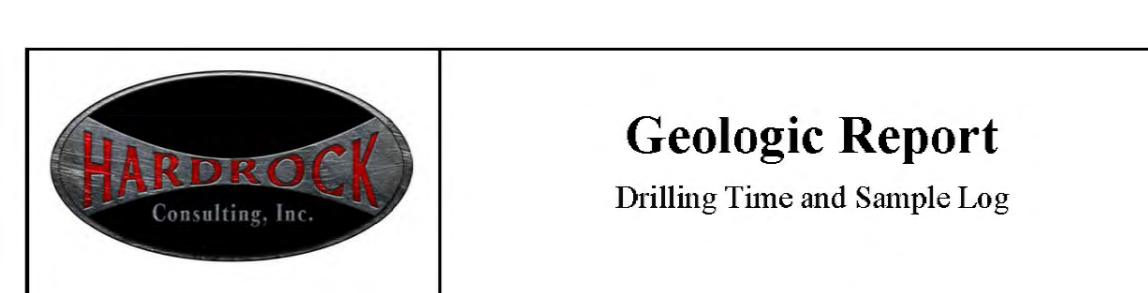 HARDROCK
Consulting, Inc.
Geologic Report
Drilling Time and Sample Log